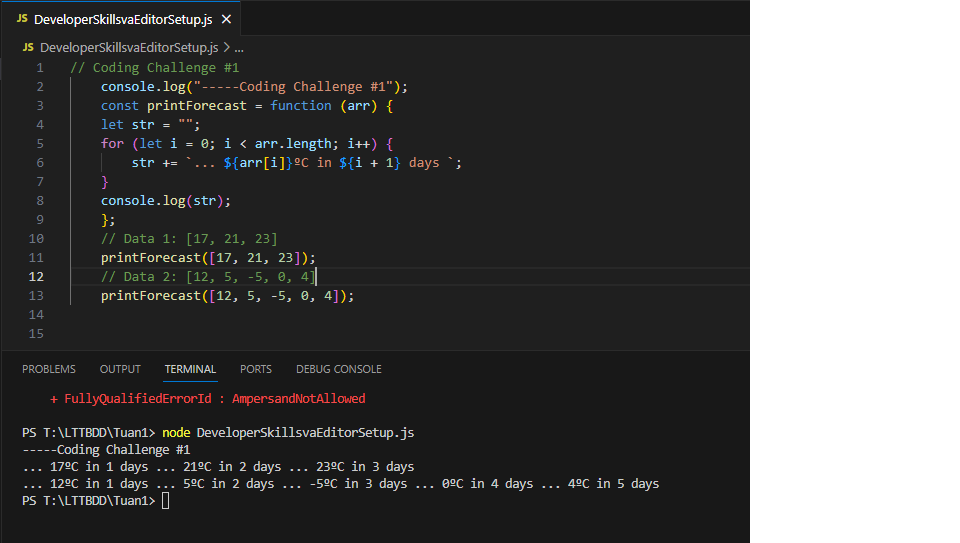 JS DeveloperSkillsvaEditorSetup.js ×
JS DeveloperSkillsvaEditorSetup.js > ...
1 // Coding Challenge #1
2 console.log("-----Coding Challenge #1");
3 const printForecast = function (arr) {
4 let str = "";
5 for (let i = 0; i < arr.length; i++) {
6 str += `... ${arr[i]}ºC in ${i + 1} days `;
7 }
8 console.log(str);
9 };
10 // Data 1: [17, 21, 23]
11 printForecast([17, 21, 23]);
12 // Data 2: [12, 5, -5, 0, 4]
13 printForecast([12, 5, -5, 0, 4]);
14
15
PROBLEMS OUTPUT TERMINAL PORTS DEBUG CONSOLE
+ FullyQualifiedErrorId : AmpersandNotAllowed
PS T:\LTTBDD\Tuan1> node DeveloperSkillsvaEditorSetup.js
-----Coding Challenge #1
... 17ºC in 1 days ... 21ºC in 2 days ... 23ºC in 3 days
... 12ºC in 1 days ... 5ºC in 2 days ... -5ºC in 3 days ... 0ºC in 4 days ... 4ºC in 5 days
PS T:\LTTBDD\Tuan1>